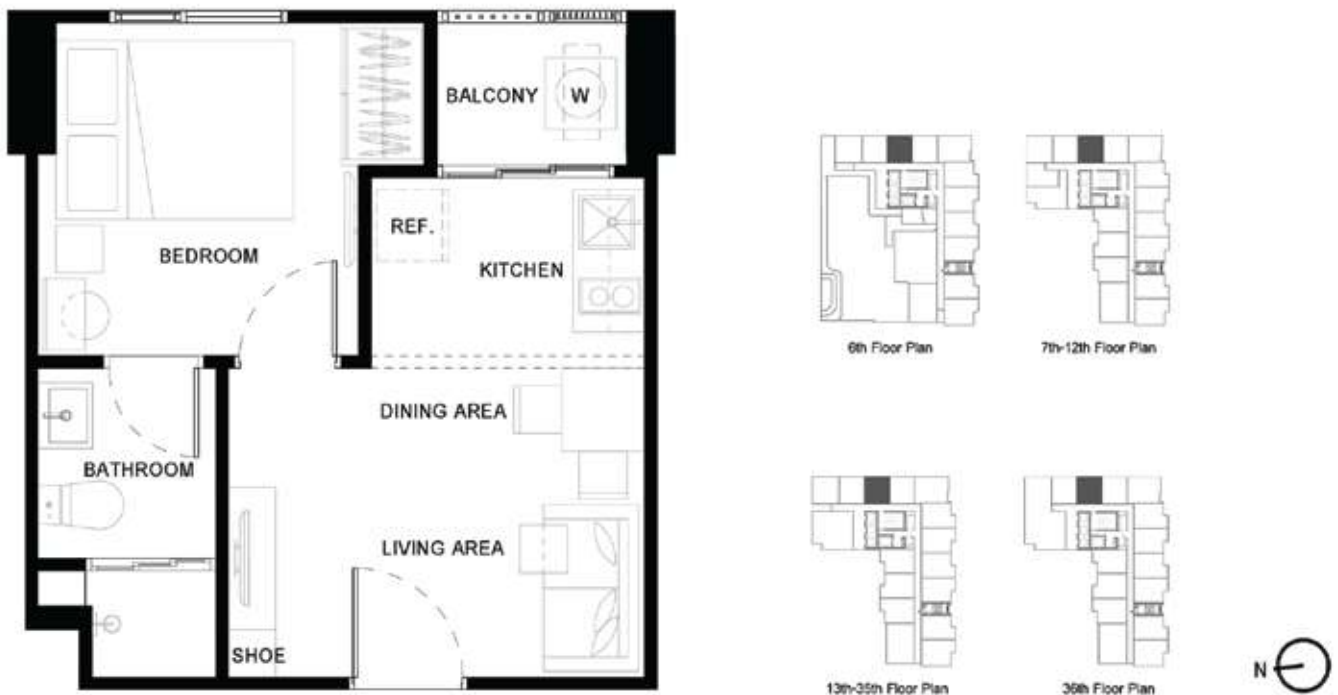 BALCONY
W
REF.
BEDROOM
KITCHEN
DINING AREA
BATHROOM
LIVING AREA
SHOE
6th Floor Plan
7th-12th Floor Plan
13th-35th Floor Plan
36th Floor Plan
N